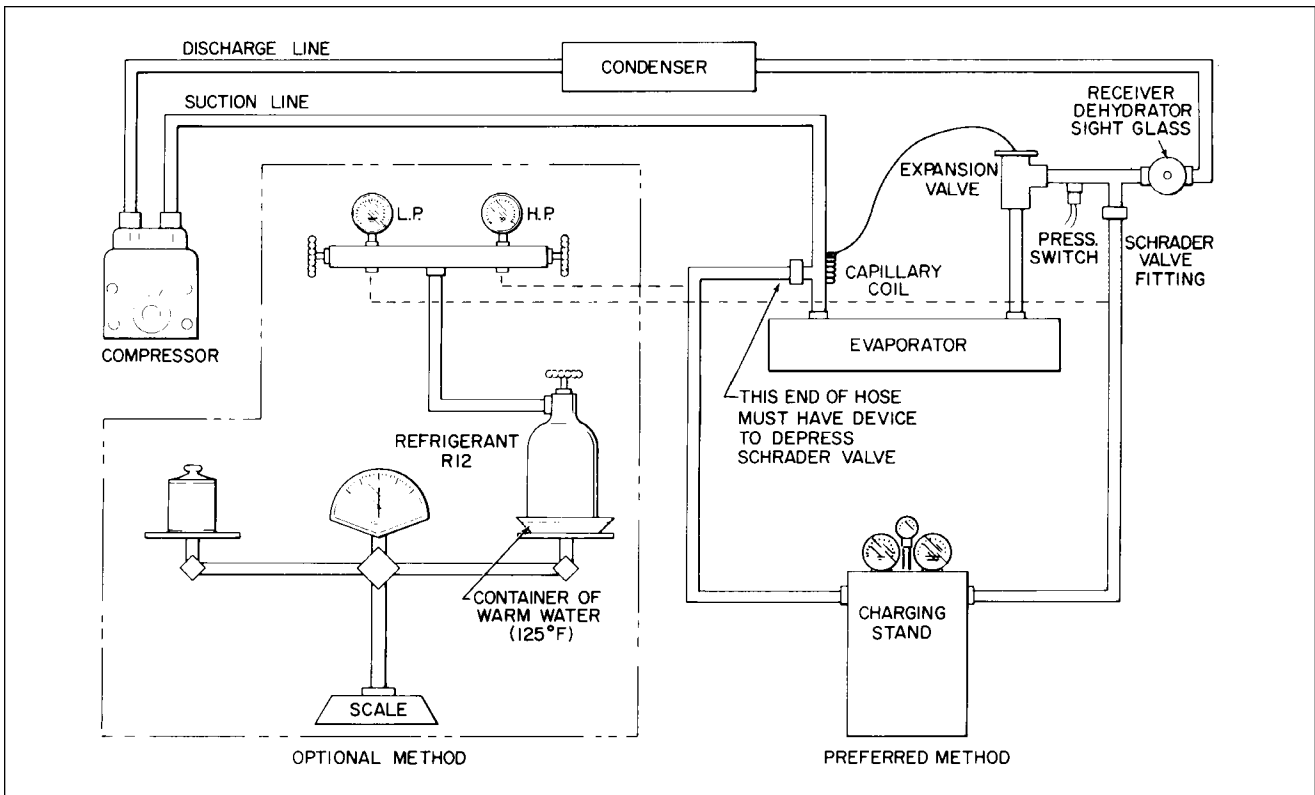 DISCHARGE LINE
CONDENSER
SUCTION LINE
RECEIVER
DEHYDRATOR
SIGHT GLASS
EXPANSION
VALVE
L.P.
H.P.
PRESS.
SWITCH
SCHRADER
VALVE
FITTING
CAPILLARY
COIL
COMPRESSOR
EVAPORATOR
THIS END OF HOSE
MUST HAVE DEVICE
TO DEPRESS
SCHRADER VALVE
REFRIGERANT
R12
CONTAINER OF
WARM WATER
(125°F)
CHARGING
STAND
SCALE
OPTIONAL METHOD
PREFERRED METHOD